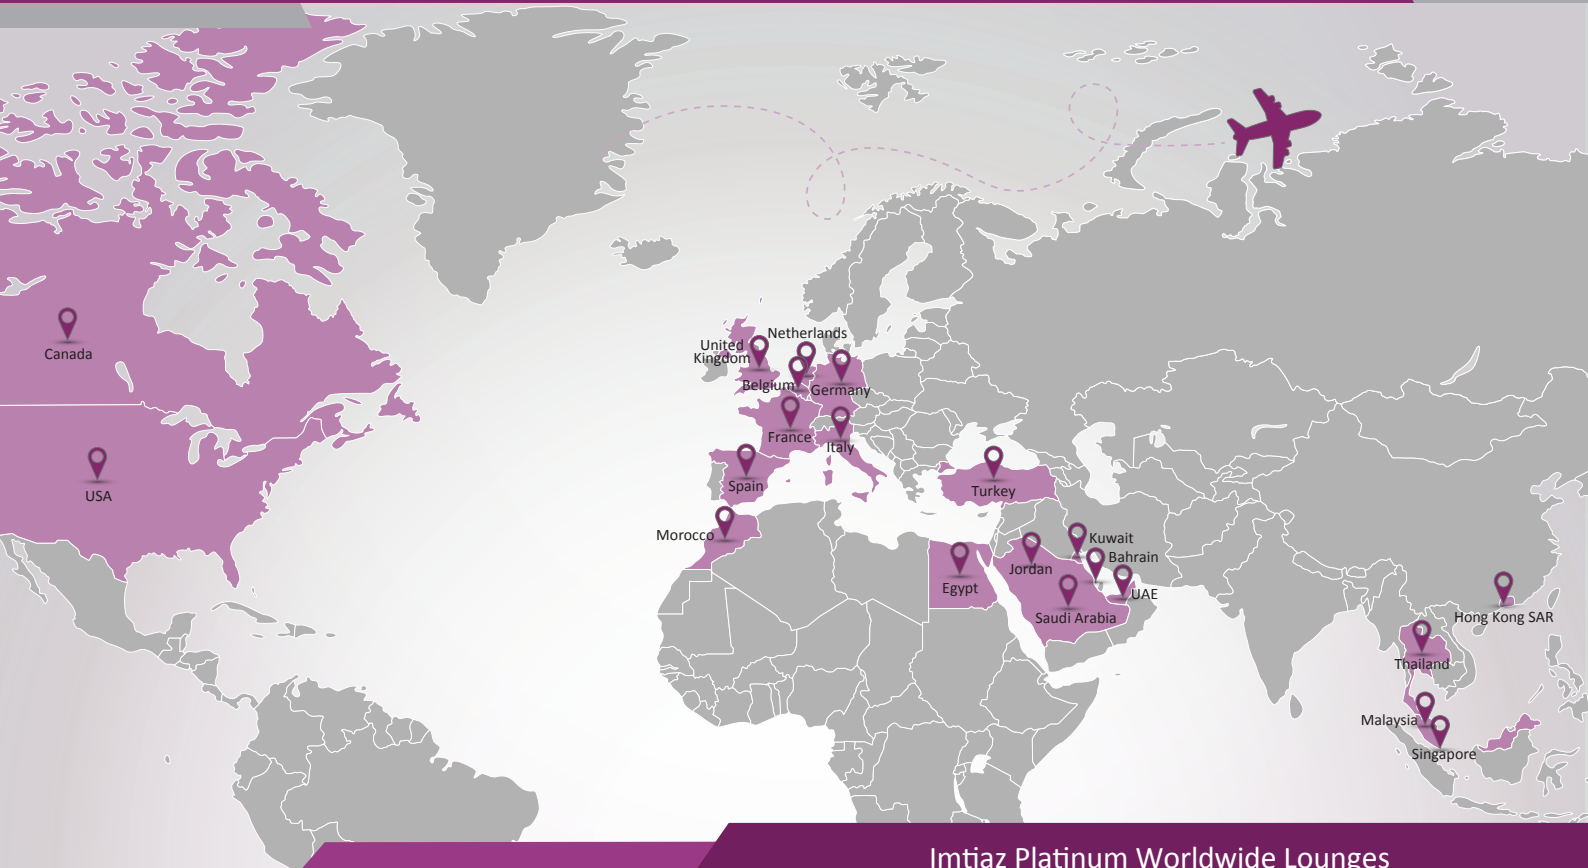 Netherlands
United
Kingdom
Canada
Belgium
Germany
France
Italy
Spain
USA
Turkey
Morocco
Kuwait
Bahrain
Jordan
Egypt
UAE
Saudi Arabia
Hong Kong SAR
Thailand
Malaysia
Singapore
Imtiaz Platinum Worldwide Lounges